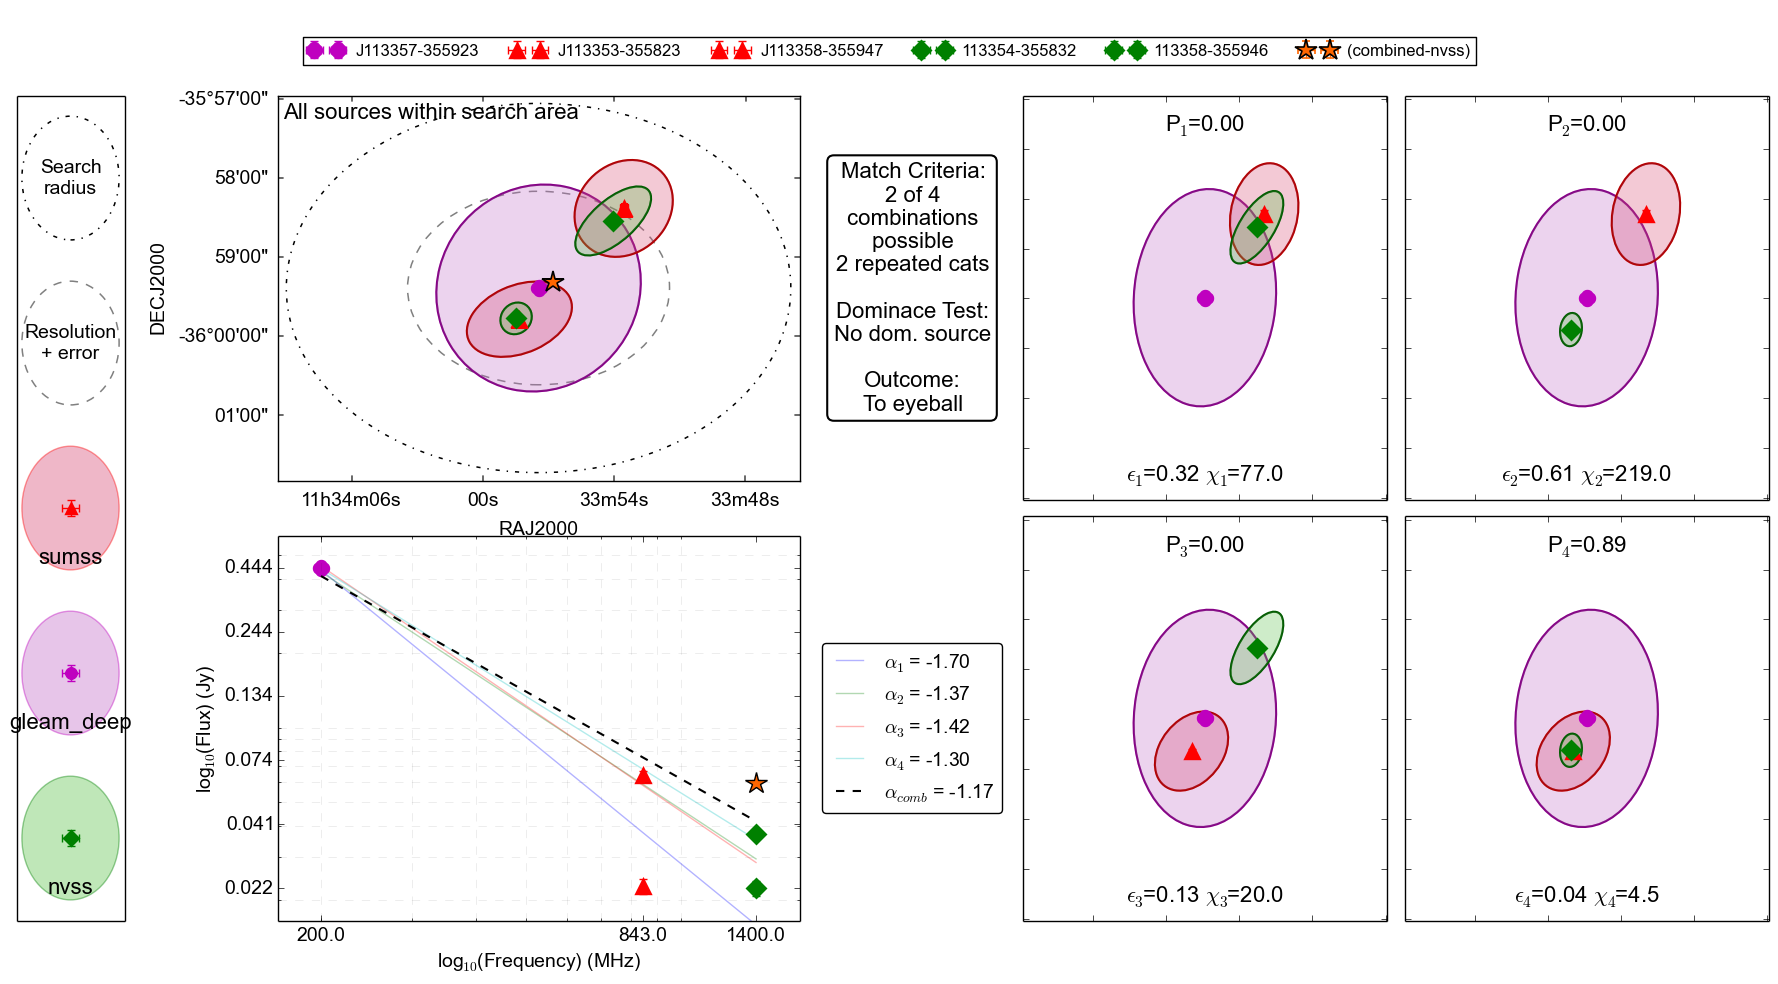 J113357-355923
J113353-355823
J113358-355947
113354-355832
113358-355946
(combined-nvss)
Search
radius
Resolution
+ error
sumss
gleam_deep
nvss
All sources within search area
DECJ2000
-35°57'00"
58'00"
59'00"
-36°00'00"
01'00"
11h34m06s
00s
33m54s
33m48s
RAJ2000
Match Criteria:
2 of 4
combinations
possible
2 repeated cats
Dominace Test:
No dom. source
Outcome:
To eyeball
P1=0.00
ϵ1=0.32 χ1=77.0
P2=0.00
ϵ2=0.61 χ2=219.0
log10(Flux) (Jy)
0.444
0.244
0.134
0.074
0.041
0.022
200.0
843.0
1400.0
log10(Frequency) (MHz)
α1 = -1.70
α2 = -1.37
α3 = -1.42
α4 = -1.30
αcomb = -1.17
P3=0.00
ϵ3=0.13 χ3=20.0
P4=0.89
ϵ4=0.04 χ4=4.5